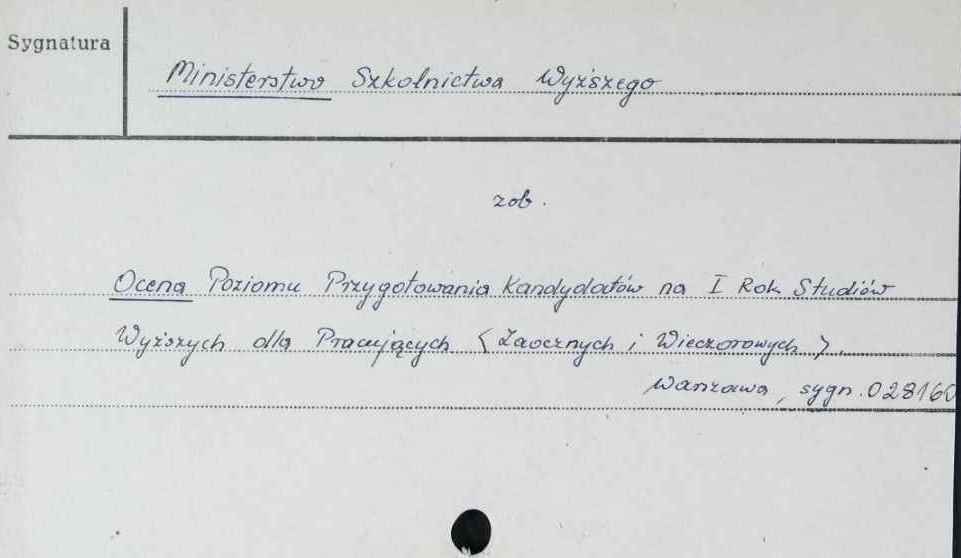 Sygnatura
Ministerstwo Szkolnictwa Wyższego
zob.
Ocena Poziomu Przygotowania Kandydatów na I Rok Studiów
Wyższych dla Pracujących <Zaocznych i Wieczorowych>.
Warszawa, sygn. 028160